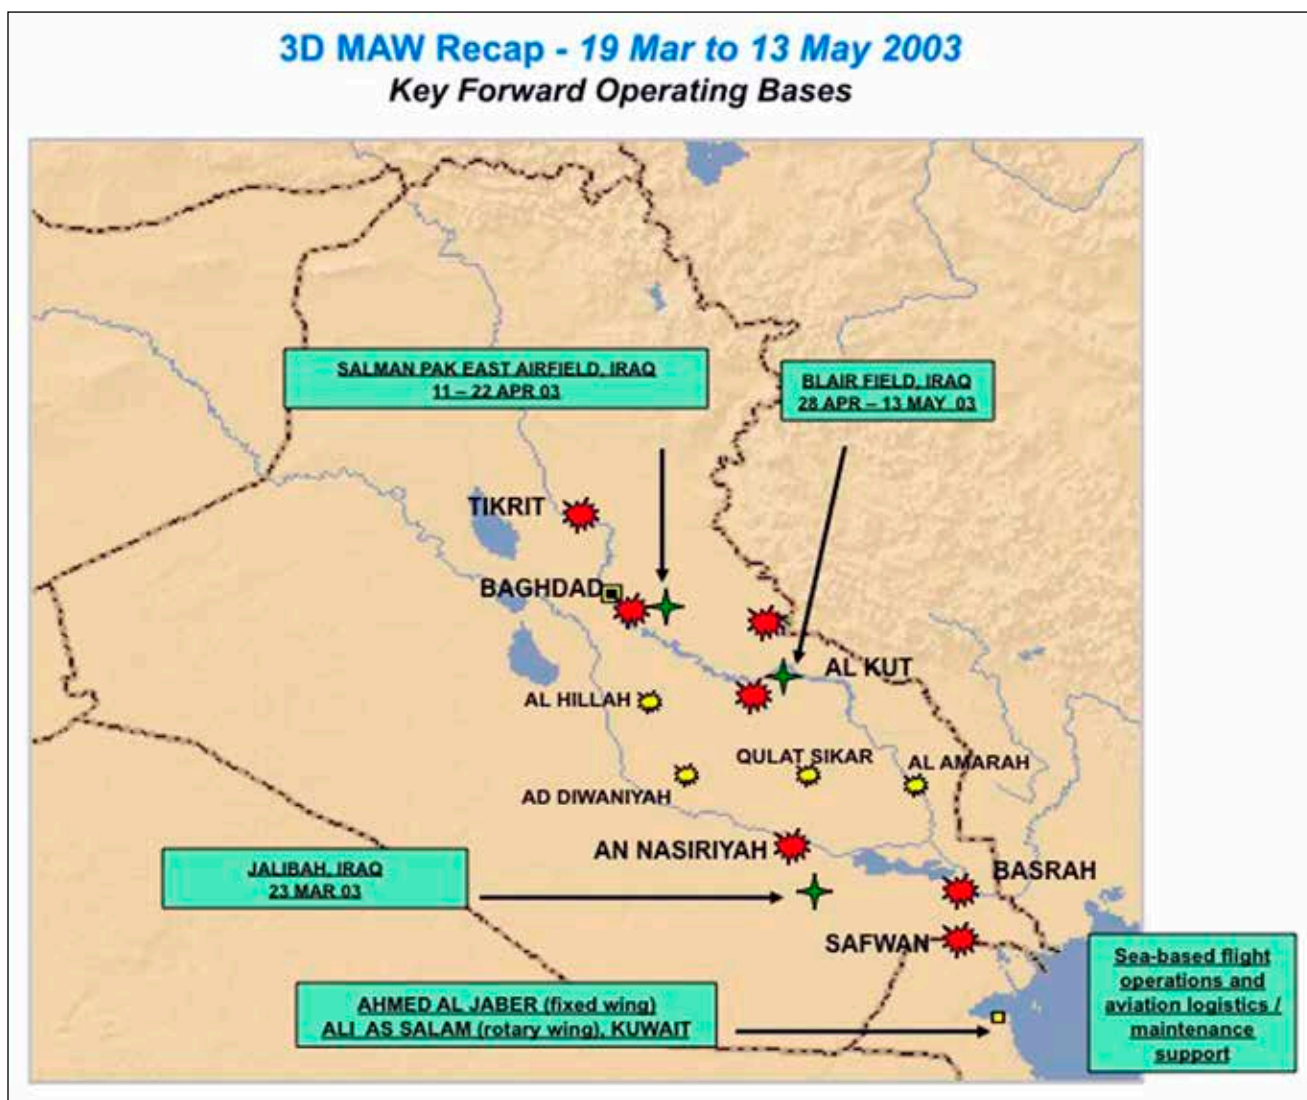 3D MAW Recap - 19 Mar to 13 May 2003
Key Forward Operating Bases
SALMAN PAK EAST AIRFIELD, IRAQ
11 – 22 APR 03
BLAIR FIELD, IRAQ
28 APR – 13 MAY 03
TIKRIT
BAGHDAD
AL KUT
AL HILLAH
QULAT SIKAR
AL AMARAH
AD DIWANIYAH
AN NASIRIYAH
JALIBAH, IRAQ
23 MAR 03
BASRAH
SAFWAN
Sea-based flight
operations and
aviation logistics /
maintenance
support
AHMED AL JABER (fixed wing)
ALI AS SALAM (rotary wing), KUWAIT